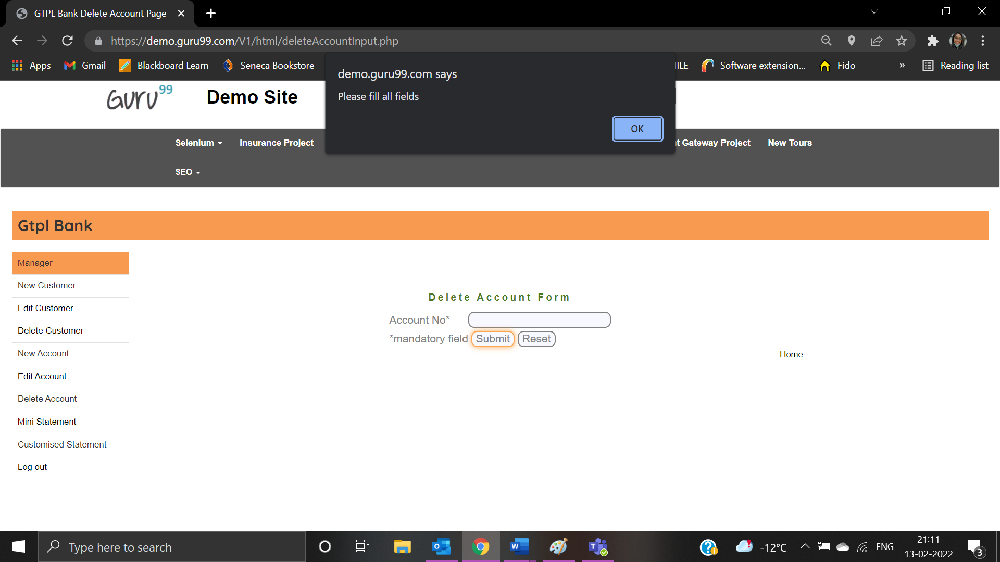 GTPL Bank Delete Account Page
https://demo.guru99.com/V1/html/deleteAccountInput.php
Apps Gmail Blackboard Learn Seneca Bookstore Software extension... Fido » Reading list
demo.guru99.com says
Please fill all fields
OK
Guru99 Demo Site
Selenium Insurance Project Gateway Project New Tours
SEO
Gtpl Bank
Manager
New Customer
Edit Customer
Delete Customer
New Account
Edit Account
Delete Account
Mini Statement
Customised Statement
Log out
Delete Account Form
Account No*
*mandatory field Submit Reset
Home
Type here to search
-12°C ENG
21:11
13-02-2022
3